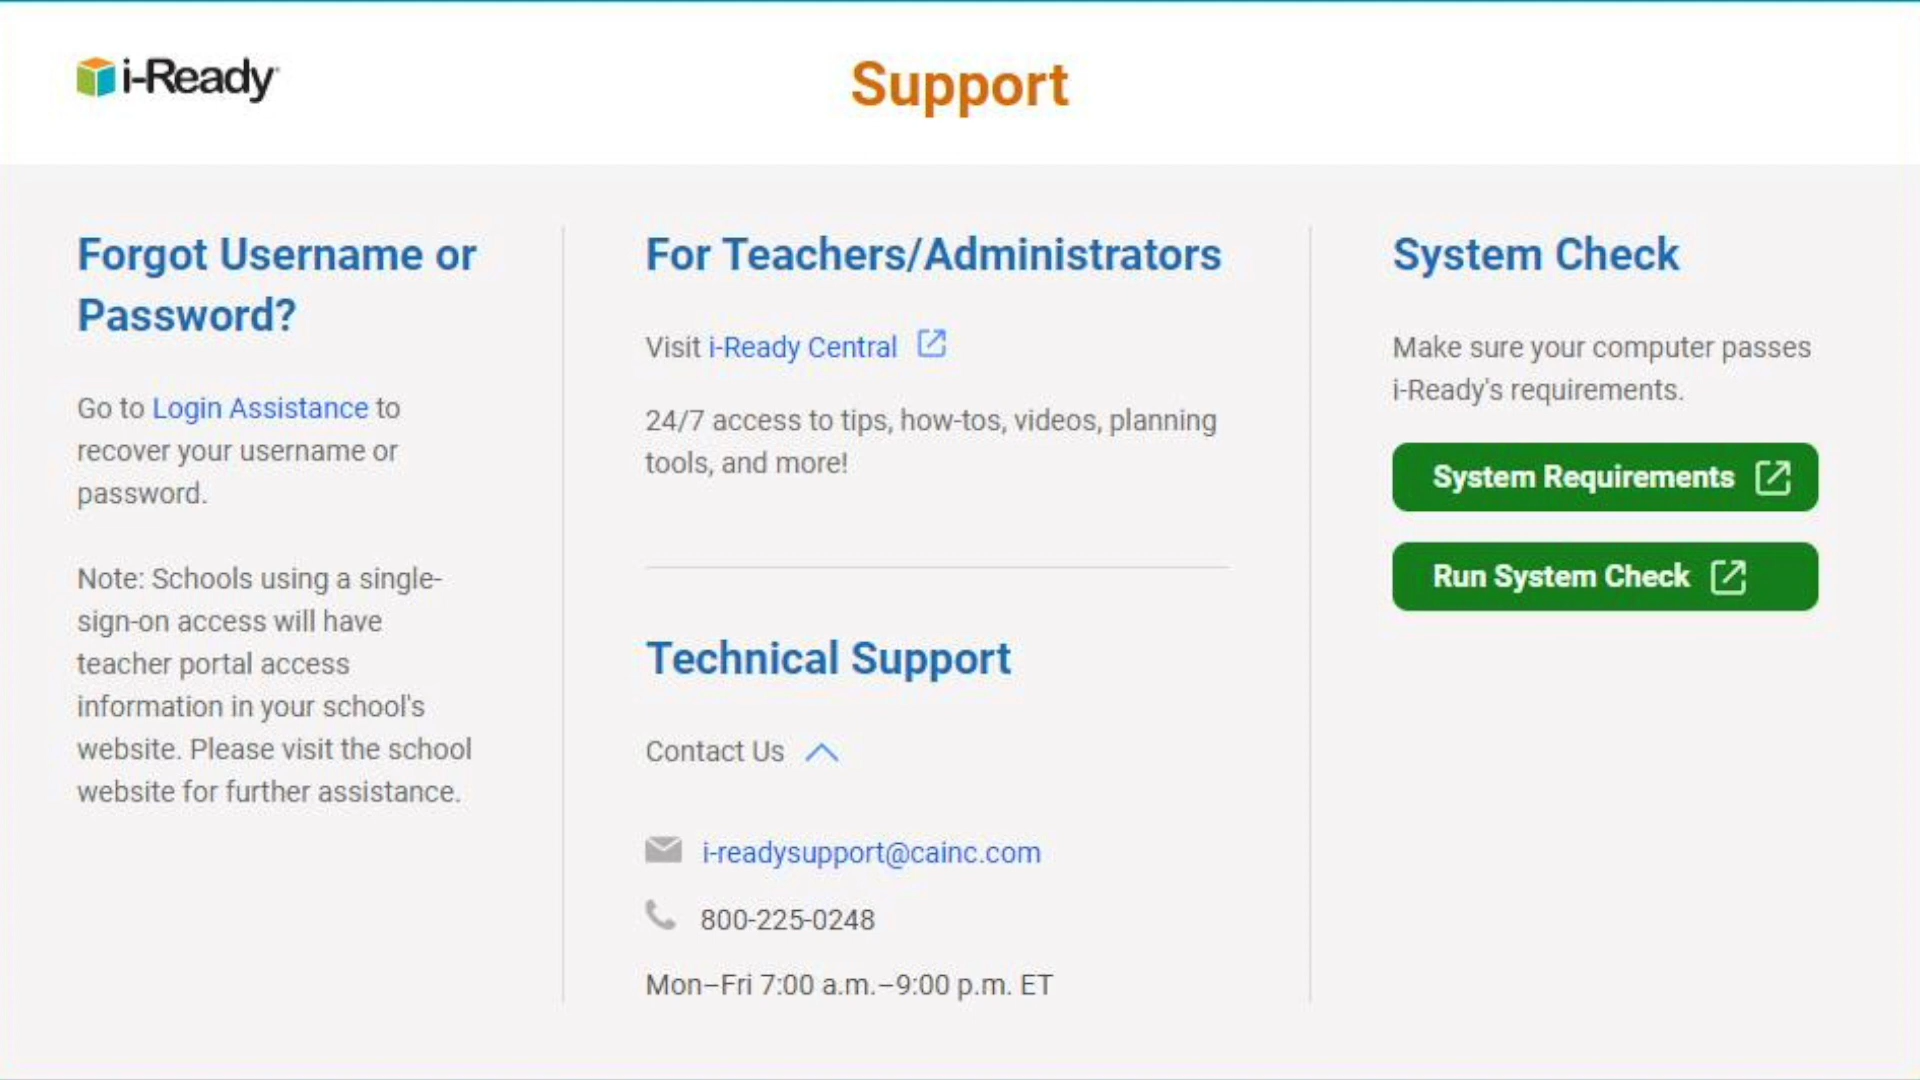 i-Ready
Support
Forgot Username or
Password?
Go to Login Assistance to
recover your username or
password.
Note: Schools using a single-
sign-on access will have
teacher portal access
information in your school's
website. Please visit the school
website for further assistance.
For Teachers/Administrators
Visit i-Ready Central
24/7 access to tips, how-tos, videos, planning
tools, and more!
Technical Support
Contact Us
i-readysupport@cainc.com
800-225-0248
Mon–Fri 7:00 a.m.–9:00 p.m. ET
System Check
Make sure your computer passes
i-Ready's requirements.
System Requirements
Run System Check